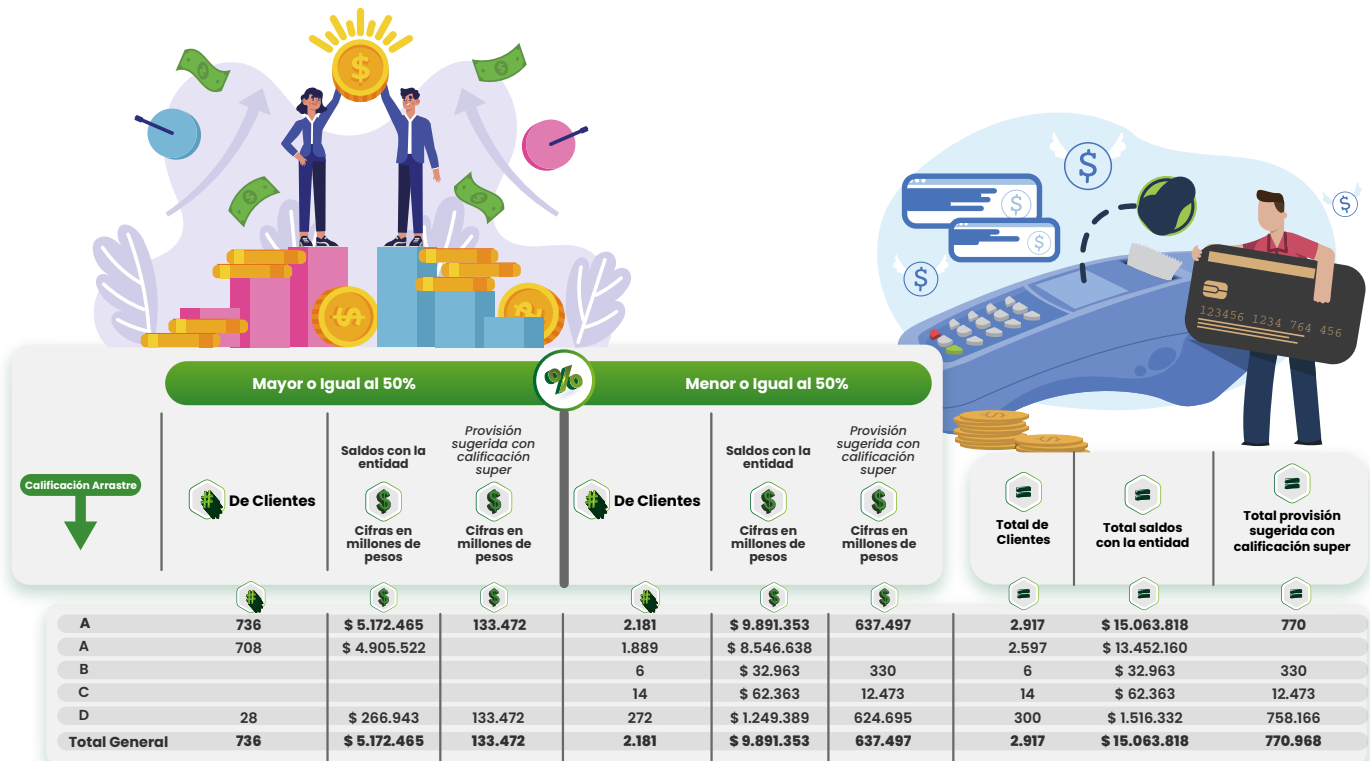 $
$
$
$
$
123456 1234 764 456
Mayor o Igual al 50%
%
Menor o Igual al 50%
Calificación Arrastre
# De Clientes
Saldos con la
entidad
$
Cifras en
millones de
pesos
Provisión
sugerida con
calificación
super
$
Cifras en
millones de
pesos
# De Clientes
Saldos con la
entidad
$
Cifras en
millones de
pesos
Provisión
sugerida con
calificación
super
$
Cifras en
millones de
pesos
=
Total de
Clientes
=
Total saldos
con la entidad
=
Total provisión
sugerida con
calificación super
# $ $ # $ $ = = =
A 736 $ 5.172.465 133.472 2.181 $ 9.891.353 637.497 2.917 $ 15.063.818 770
A 708 $ 4.905.522 1.889 $ 8.546.638 2.597 $ 13.452.160
B 6 $ 32.963 330 6 $ 32.963 330
C 14 $ 62.363 12.473 14 $ 62.363 12.473
D 28 $ 266.943 133.472 272 $ 1.249.389 624.695 300 $ 1.516.332 758.166
Total General 736 $ 5.172.465 133.472 2.181 $ 9.891.353 637.497 2.917 $ 15.063.818 770.968